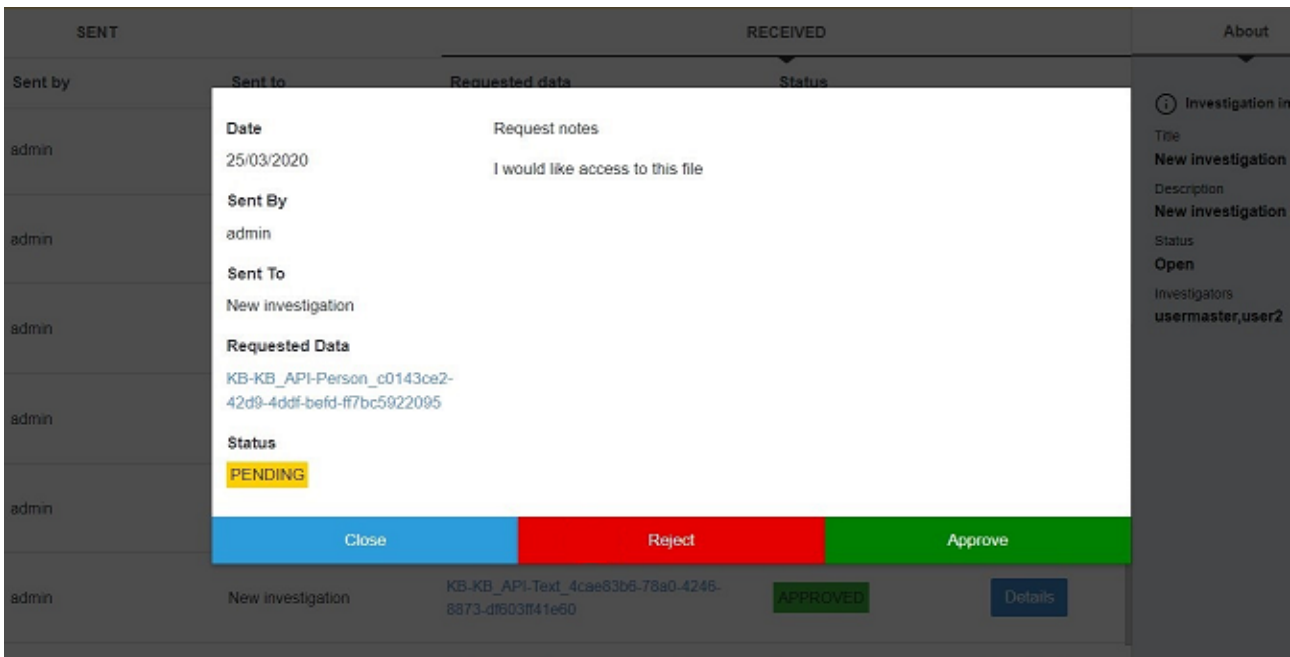 SENT
RECEIVED
About
Sent by
Sent to
Requested data
Status
admin
admin
admin
admin
admin
Date
25/03/2020
Sent By
admin
Sent To
New investigation
Requested Data
KB-KB_API-Person_c0143ce2-
42d9-4ddf-befd-ff7bc5922095
Status
PENDING
Request notes
I would like access to this file
Close
Reject
Approve
admin
New investigation
KB-KB_API-Text_4cae83b6-78a0-4246-
8873-df603ff41e60
APPROVED
Details
Investigation in
Title
New investigation
Description
New investigation
Status
Open
Investigators
usermaster,user2